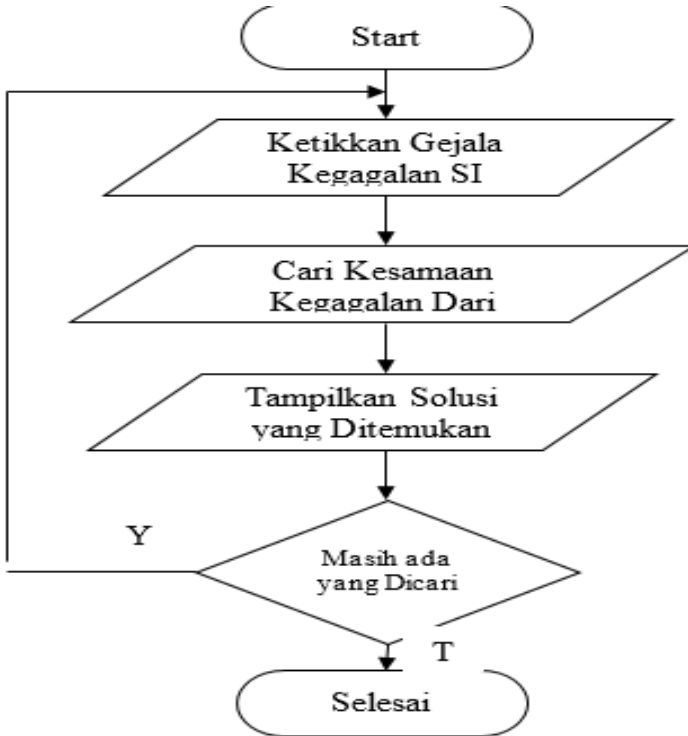 Start
Ketikkan Gejala
Kegagalan SI
Cari Kesamaan
Kegagalan Dari
Tampilkan Solusi
yang Ditemukan
Y
Masih ada
yang Dicari
T
Selesai